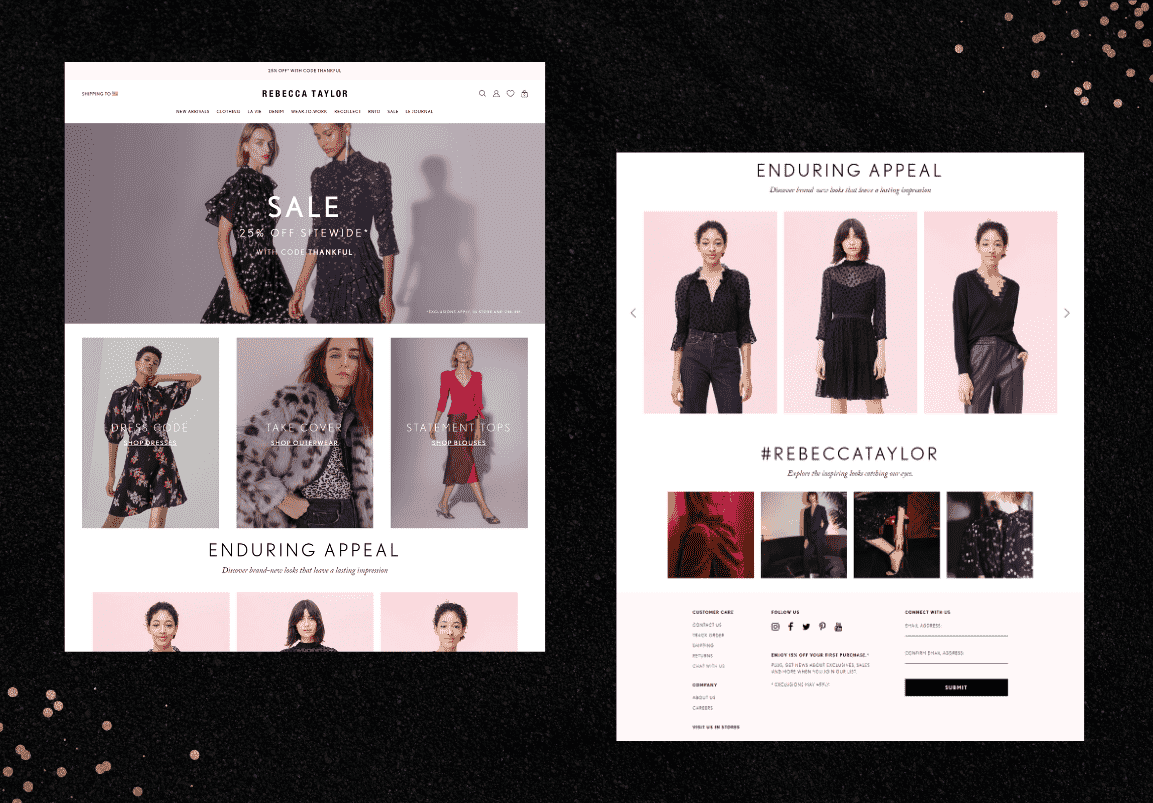 25% OFF* WITH CODE THANKFUL
SHIPPING TO
REBECCA TAYLOR
NEW ARRIVALS CLOTHING LA VIE DENIM WEAR TO WORK RECOLLECT RNTD SALE LE JOURNAL
SALE
25% OFF SITEWIDE*
WITH CODE THANKFUL
*EXCLUSIONS APPLY. IN STORE AND ONLINE.
DRESS CODE
SHOP DRESSES
TAKE COVER
SHOP OUTERWEAR
STATEMENT TOPS
SHOP BLOUSES
ENDURING APPEAL
Discover brand-new looks that have a lasting impression
ENDURING APPEAL
Discover brand-new looks that leave a lasting impression
#REBECCATAYLOR
Explore the inspiring looks catching our eyes.
CUSTOMER CARE
CONTACT US
TRACK ORDER
SHIPPING
RETURNS
CHAT WITH US
COMPANY
ABOUT US
CAREERS
VISIT US IN STORES
FOLLOW US
ENJOY 15% OFF YOUR FIRST PURCHASE.*
PLUS, GET NEWS ABOUT EXCLUSIVES, SALES
AND MORE WHEN YOU JOIN OUR LIST.
* EXCLUSIONS MAY APPLY
CONNECT WITH US
EMAIL ADDRESS:
CONFIRM EMAIL ADDRESS:
SUBMIT